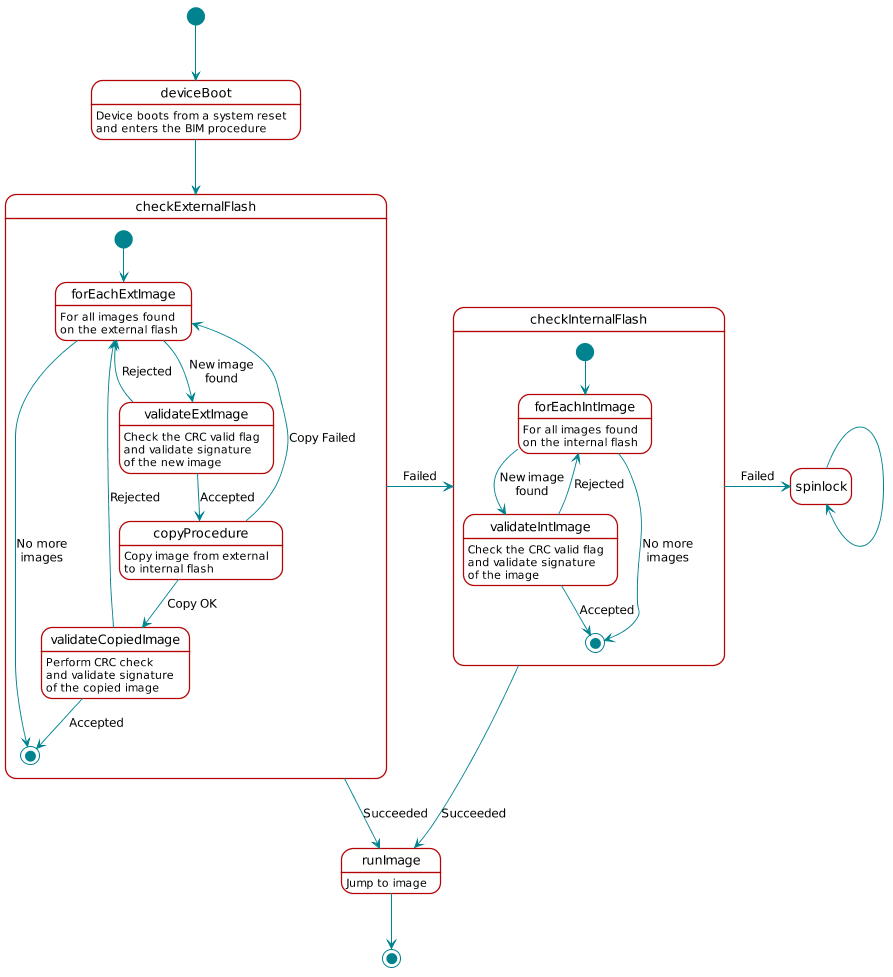 deviceBoot
Device boots from a system reset
and enters the BIM procedure
checkExternalFlash
forEachExtImage
For all images found
on the external flash
Rejected
New image
found
validateExtImage
Check the CRC valid flag
and validate signature
of the new image
Copy Failed
Rejected
Accepted
copyProcedure
Copy image from external
to internal flash
No more
images
Copy OK
validateCopiedImage
Perform CRC check
and validate signature
of the copied image
Accepted
Failed
checkInternalFlash
forEachIntImage
For all images found
on the internal flash
New image
found
Rejected
validateIntImage
Check the CRC valid flag
and validate signature
of the image
No more
images
Accepted
Failed
spinlock
Succeeded
Succeeded
runImage
Jump to image